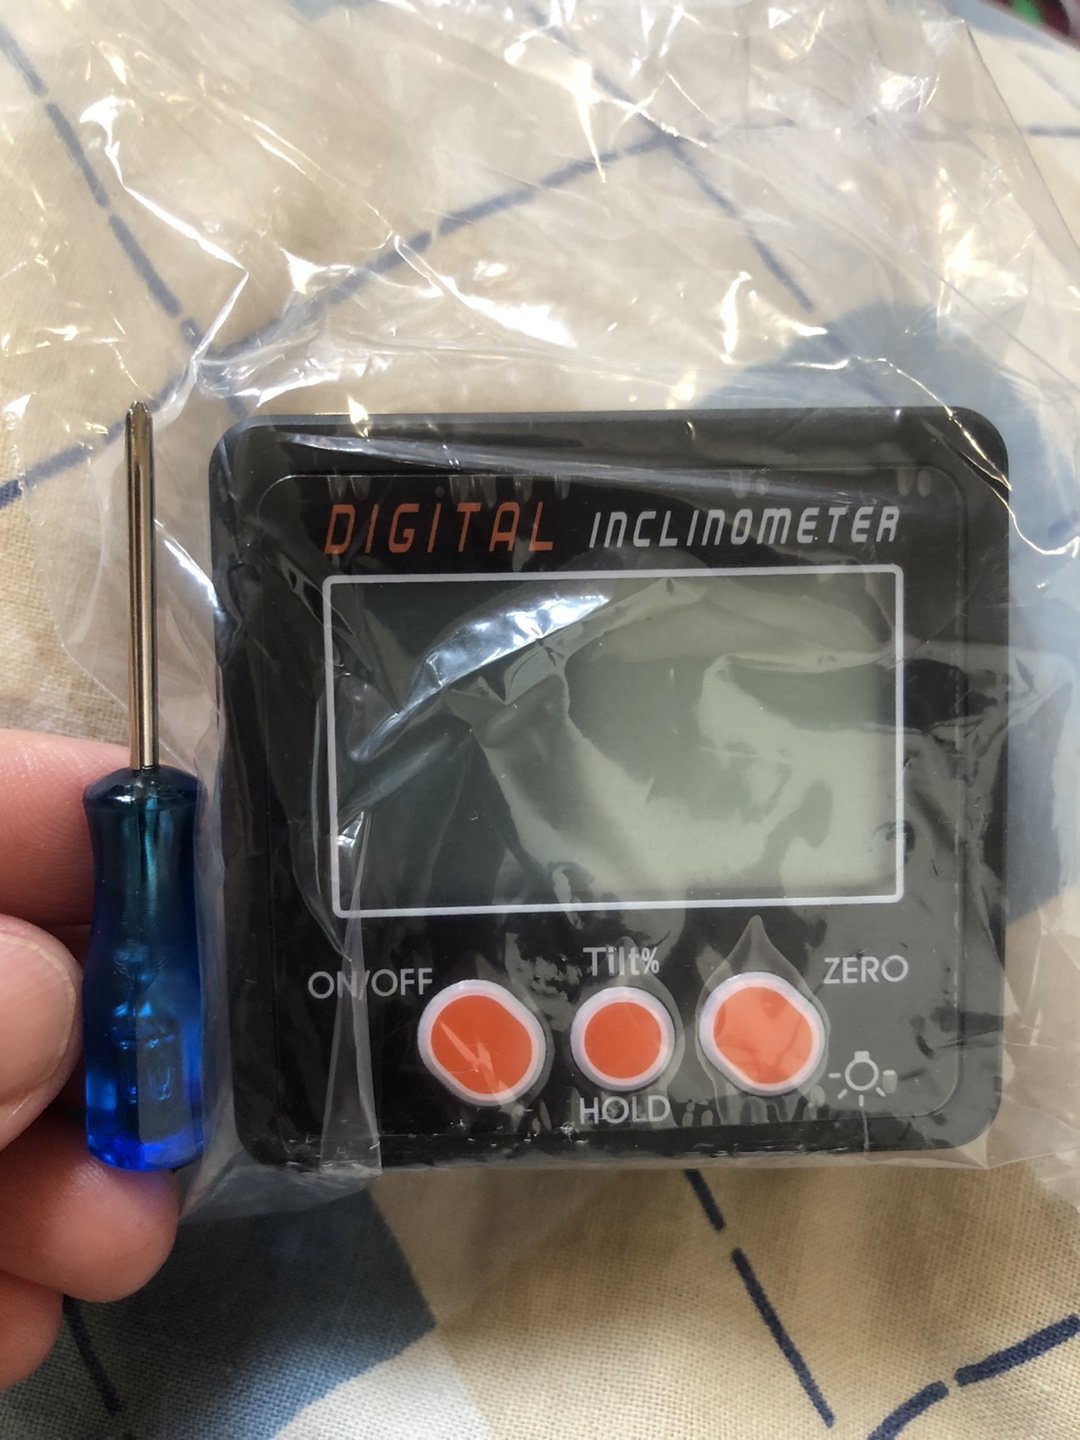 DIGITAL INCLINOMETER
ON/OFF
Tilt%
HOLD
ZERO